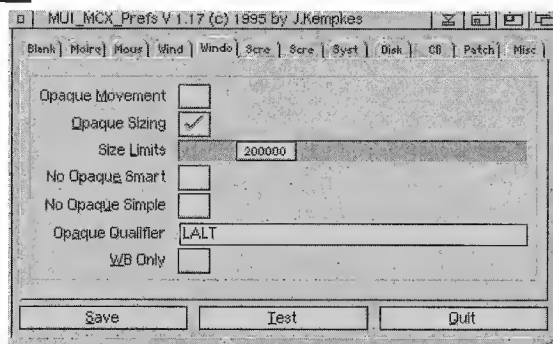 MUI_MCX_Prefs V 1.17 (c) 1995 by J.Kempkes
Blank Moire Mous Wind Windo Scre Scre Syst Disk CB Patch Misc
Opaque Movement
Opaque Sizing
Size Limits 200000
No Opaque Smart
No Opaque Simple
Opaque Qualifier LALT
WB Only
Save Test Quit